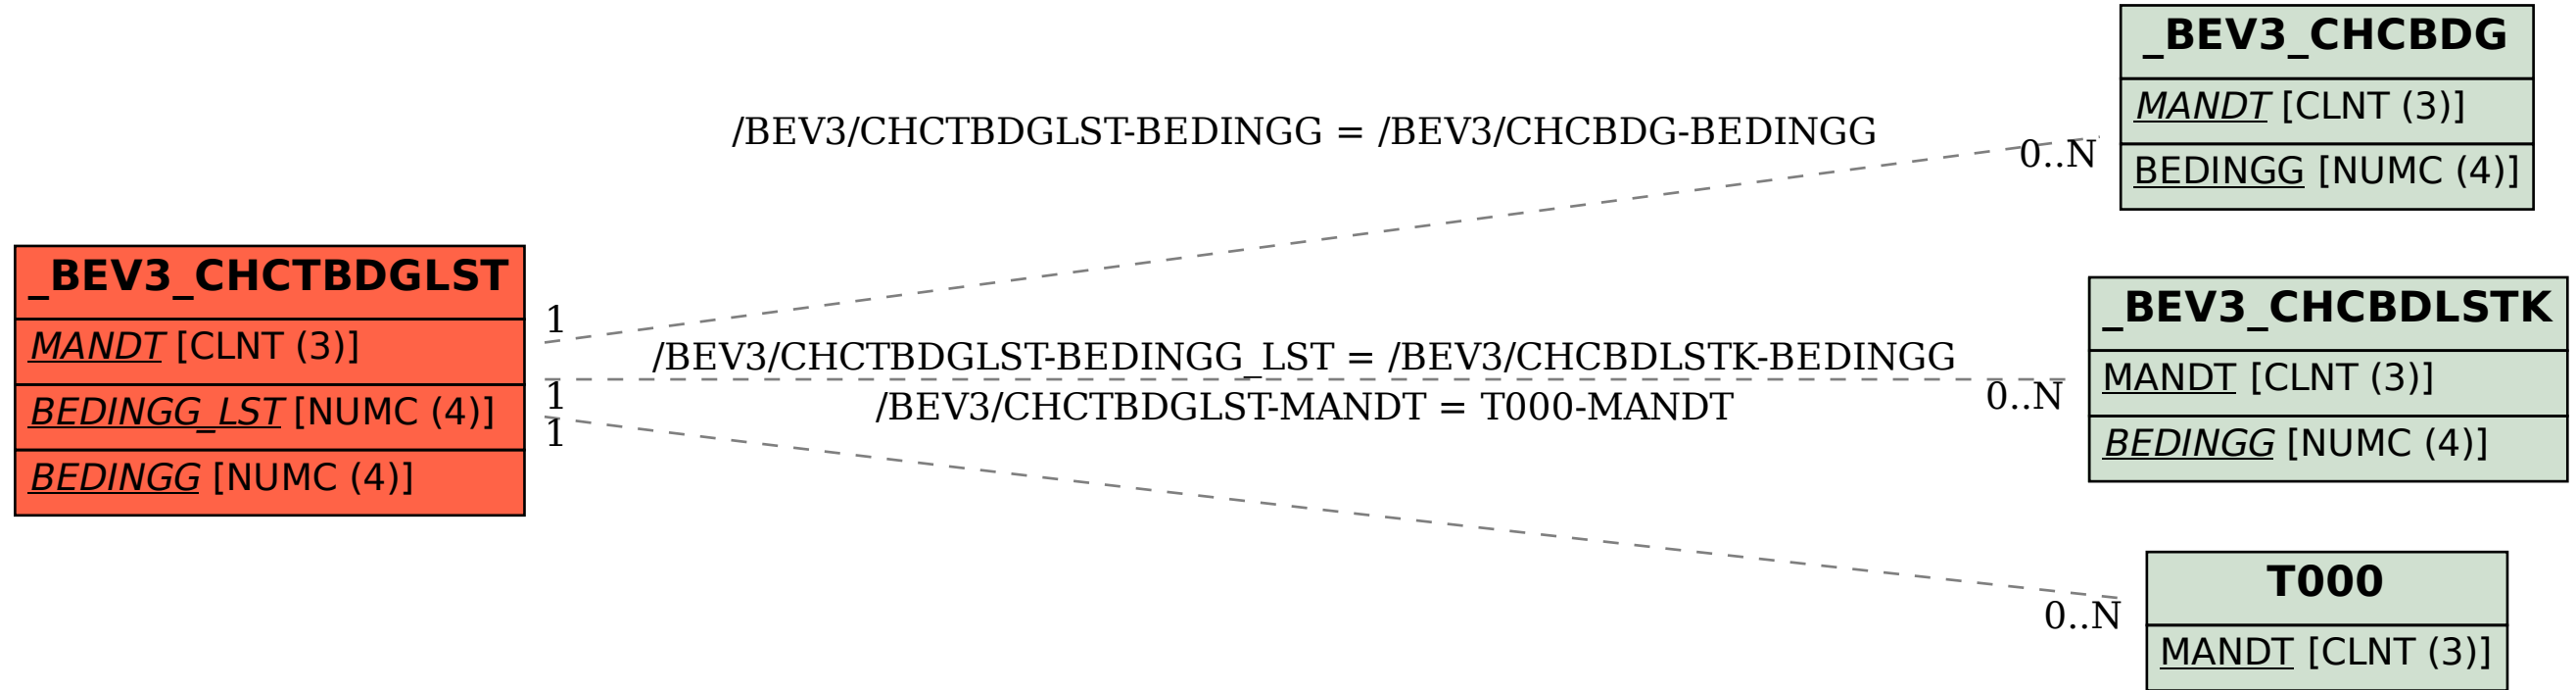 _BEV3_CHCBDG
MANDT [CLNT (3)]
BEDINGG [NUMC (4)]
/BEV3/CHCTBDGLST-BEDINGG = /BEV3/CHCBDG-BEDINGG
0..N
_BEV3_CHCTBDGLST
MANDT [CLNT (3)]
BEDINGG_LST [NUMC (4)]
BEDINGG [NUMC (4)]
1
/BEV3/CHCTBDGLST-BEDINGG_LST = /BEV3/CHCBDLSTK-BEDINGG
1
0..N
/BEV3/CHCTBDGLST-MANDT = T000-MANDT
1
_BEV3_CHCBDLSTK
MANDT [CLNT (3)]
BEDINGG [NUMC (4)]
0..N
T000
MANDT [CLNT (3)]